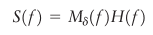 S(f) = M_δ(f)H(f)